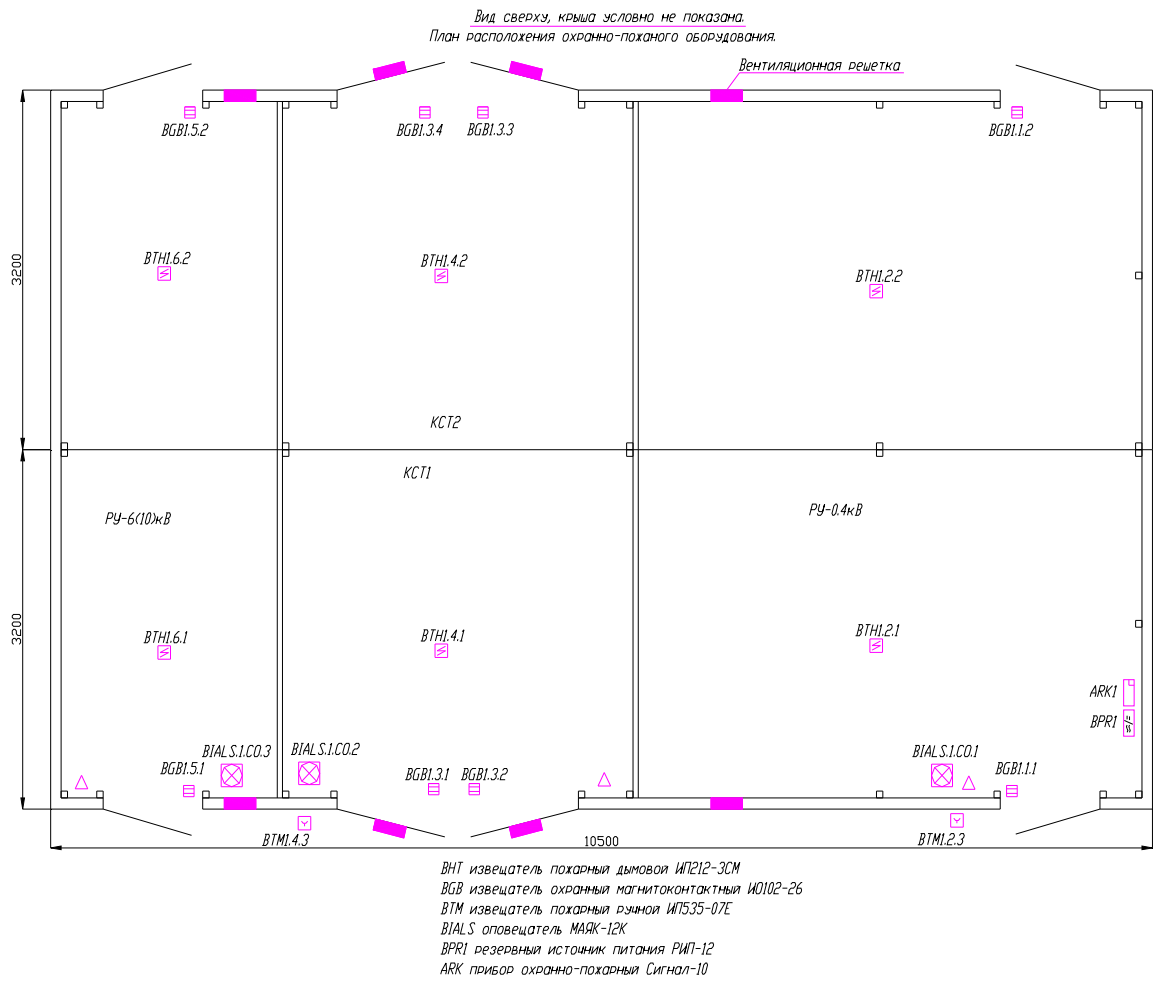 Вид сверху, крыша условно не показана.
План расположения охранно-пожаного оборудования.
Вентиляционная решетка
BGB1.5.2
BGB1.3.4
BGB1.3.3
BGB1.1.2
BTH1.6.2
BTH1.4.2
BTH1.2.2
3200
КСТ2
КСТ1
РУ-6(10)кВ
РУ-0.4кВ
3200
BTH1.6.1
BTH1.4.1
BTH1.2.1
ARK1
BPR1
BIALS.1.CO.3
BIALS.1.CO.2
BIALS.1.CO.1
BGB1.5.1
BGB1.3.1
BGB1.3.2
BGB1.1.1
BTM1.4.3
10500
BTM1.2.3
ВНТ извещатель пожарный дымовой ИП212-3СМ
BGB извещатель охранный магнитоконтактный ИО102-26
BTM извещатель пожарный ручной ИП535-07Е
BIALS оповещатель МАЯК-12К
BPR1 резервный источник питания РИП-12
ARK прибор охранно-пожарный Сигнал-10